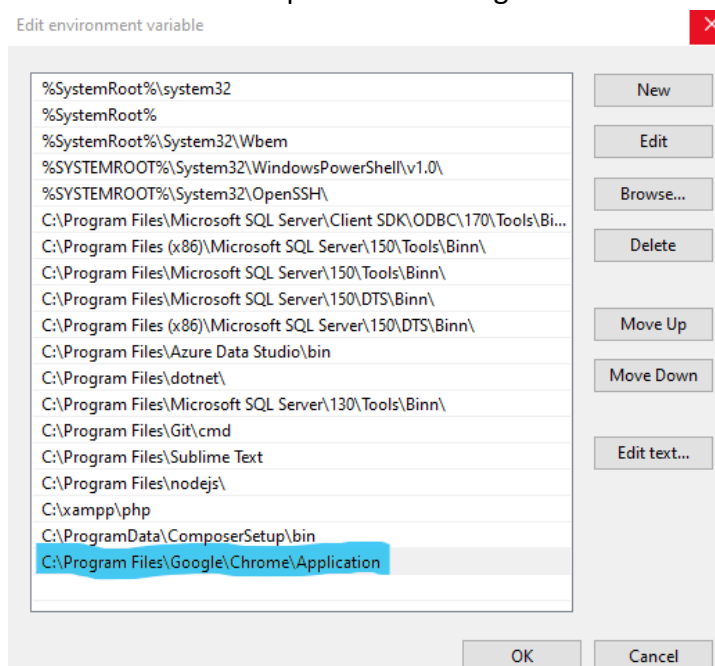 Edit environment variable
%SystemRoot%\system32
%SystemRoot%
%SystemRoot%\System32\Wbem
%SYSTEMROOT%\System32\WindowsPowerShell\v1.0\
%SYSTEMROOT%\System32\OpenSSH\
C:\Program Files\Microsoft SQL Server\Client SDK\ODBC\170\Tools\Bi...
C:\Program Files (x86)\Microsoft SQL Server\150\Tools\Binn\
C:\Program Files\Microsoft SQL Server\150\Tools\Binn\
C:\Program Files\Microsoft SQL Server\150\DTS\Binn\
C:\Program Files (x86)\Microsoft SQL Server\150\DTS\Binn\
C:\Program Files\Azure Data Studio\bin
C:\Program Files\dotnet\
C:\Program Files\Microsoft SQL Server\130\Tools\Binn\
C:\Program Files\Git\cmd
C:\Program Files\Sublime Text
C:\Program Files\nodejs\
C:\xampp\php
C:\ProgramData\ComposerSetup\bin
C:\Program Files\Google\Chrome\Application
New
Edit
Browse...
Delete
Move Up
Move Down
Edit text...
OK
Cancel